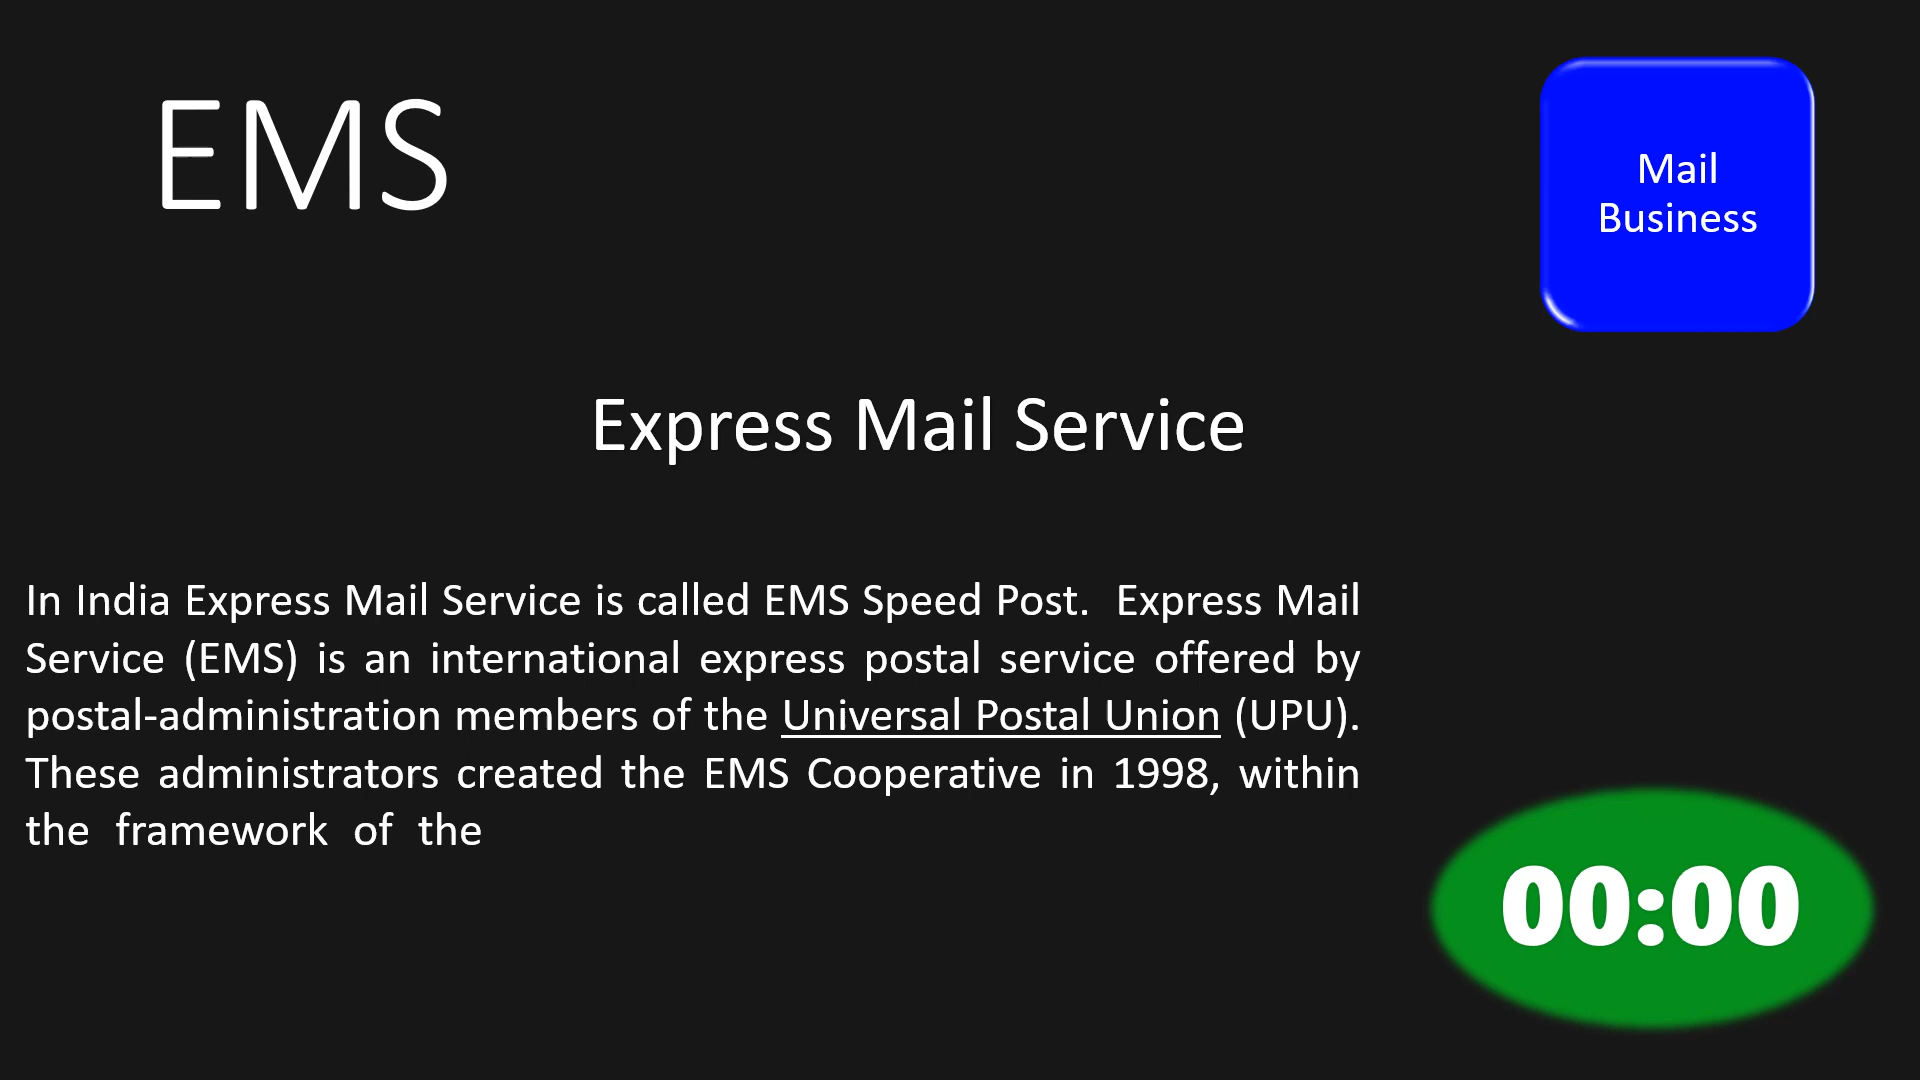 EMS
Mail
Business
Express Mail Service
In India Express Mail Service is called EMS Speed Post.  Express Mail
Service (EMS) is an international express postal service offered by
postal-administration members of the Universal Postal Union (UPU).
These administrators created the EMS Cooperative in 1998, within
the framework of the
00:00